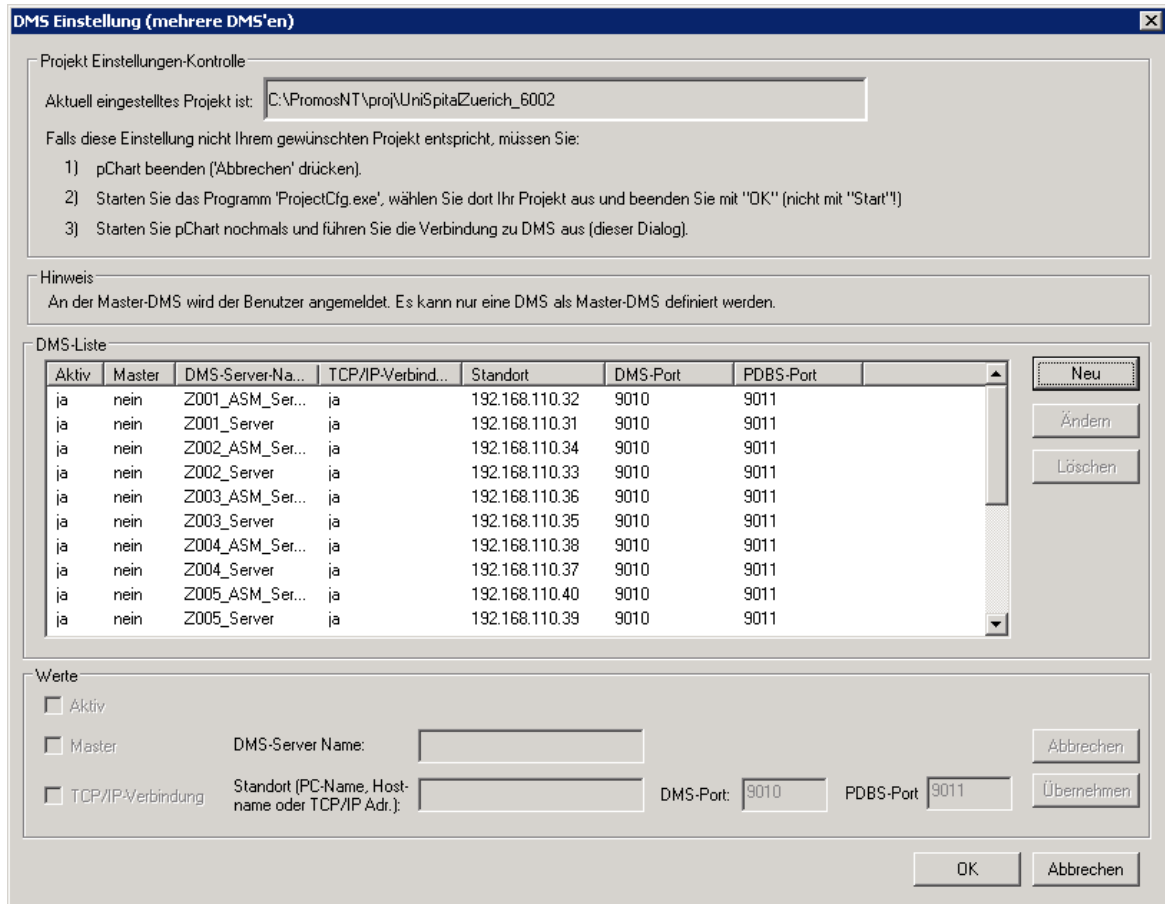 DMS Einstellung (mehrere DMS'en)
Projekt Einstellungen-Kontrolle
Aktuell eingestelltes Projekt ist: C:\PromosNT\proj\UniSpitalZuerich_6002
Falls diese Einstellung nicht Ihrem gewünschten Projekt entspricht, müssen Sie:
1) pChart beenden ('Abbrechen' drücken).
2) Starten Sie das Programm 'ProjectCfg.exe', wählen Sie dort Ihr Projekt aus und beenden Sie mit "OK" (nicht mit "Start"!)
3) Starten Sie pChart nochmals und führen Sie die Verbindung zu DMS aus (dieser Dialog).
Hinweis
An der Master-DMS wird der Benutzer angemeldet. Es kann nur eine DMS als Master-DMS definiert werden.
DMS-Liste
Aktiv Master DMS-Server-Na... TCP/IP-Verbind... Standort DMS-Port PDBS-Port
ja nein Z001_ASM_Ser... ja 192.168.110.32 9010 9011
ja nein Z001_Server ja 192.168.110.31 9010 9011
ja nein Z002_ASM_Ser... ja 192.168.110.34 9010 9011
ja nein Z002_Server ja 192.168.110.33 9010 9011
ja nein Z003_ASM_Ser... ja 192.168.110.36 9010 9011
ja nein Z003_Server ja 192.168.110.35 9010 9011
ja nein Z004_ASM_Ser... ja 192.168.110.38 9010 9011
ja nein Z004_Server ja 192.168.110.37 9010 9011
ja nein Z005_ASM_Ser... ja 192.168.110.40 9010 9011
ja nein Z005_Server ja 192.168.110.39 9010 9011
Neu
Ändern
Löschen
Werte
Aktiv
Master DMS-Server Name: Abbrechen
TCP/IP-Verbindung Standort (PC-Name, Host-
name oder TCP/IP Adr.): DMS-Port: 9010 PDBS-Port 9011 Übernehmen
OK Abbrechen